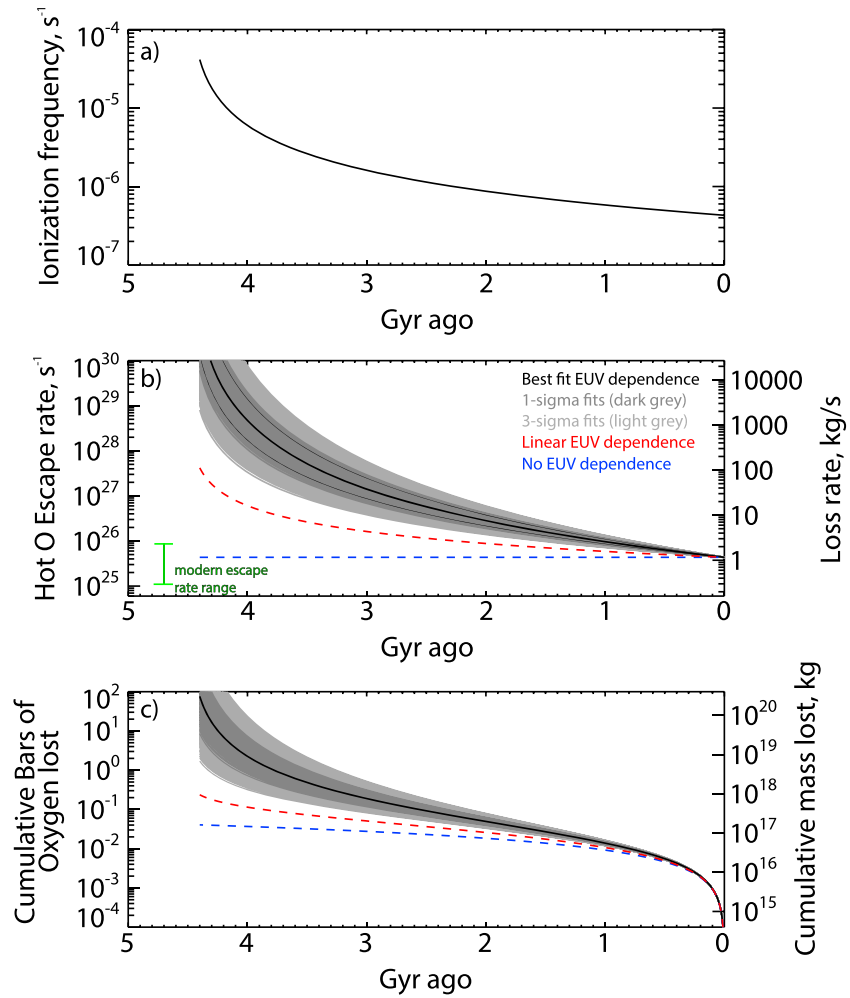 a)
Ionization frequency, s⁻¹
10⁻⁴
10⁻⁵
10⁻⁶
10⁻⁷
5 4 3 2 1 0
Gyr ago
b)
Hot O Escape rate, s⁻¹
10³⁰
10²⁹
10²⁸
10²⁷
10²⁶
10²⁵
Best fit EUV dependence
1-sigma fits (dark grey)
3-sigma fits (light grey)
Linear EUV dependence
No EUV dependence
modern escape
rate range
10000
1000
100
10
1
Loss rate, kg/s
5 4 3 2 1 0
Gyr ago
c)
Cumulative Bars of
Oxygen lost
10²
10¹
10⁰
10⁻¹
10⁻²
10⁻³
10⁻⁴
10²⁰
10¹⁹
10¹⁸
10¹⁷
10¹⁶
10¹⁵
Cumulative mass lost, kg
5 4 3 2 1 0
Gyr ago